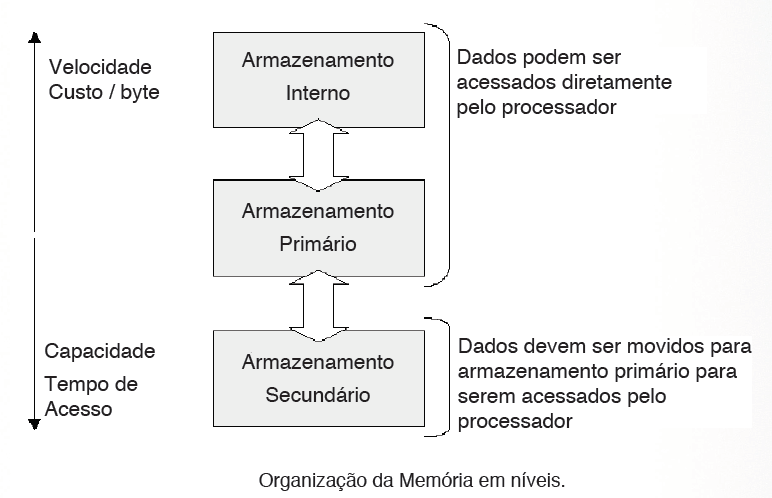 Velocidade
Custo / byte
Armazenamento
Interno
Dados podem ser
acessados diretamente
pelo processador
Armazenamento
Primário
Capacidade
Tempo de
Acesso
Armazenamento
Secundário
Dados devem ser movidos para
armazenamento primário para
serem acessados pelo
processador
Organização da Memória em níveis.